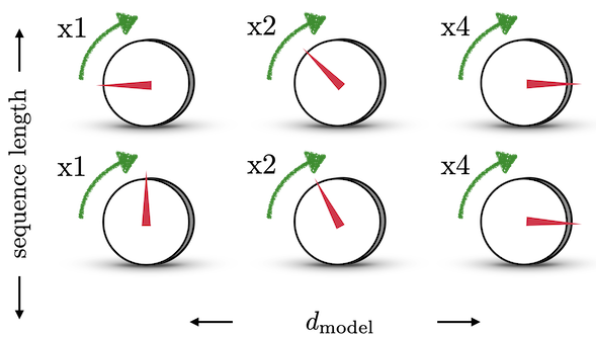 x1 x2 x4
sequence length
x1 x2 x4
d_model